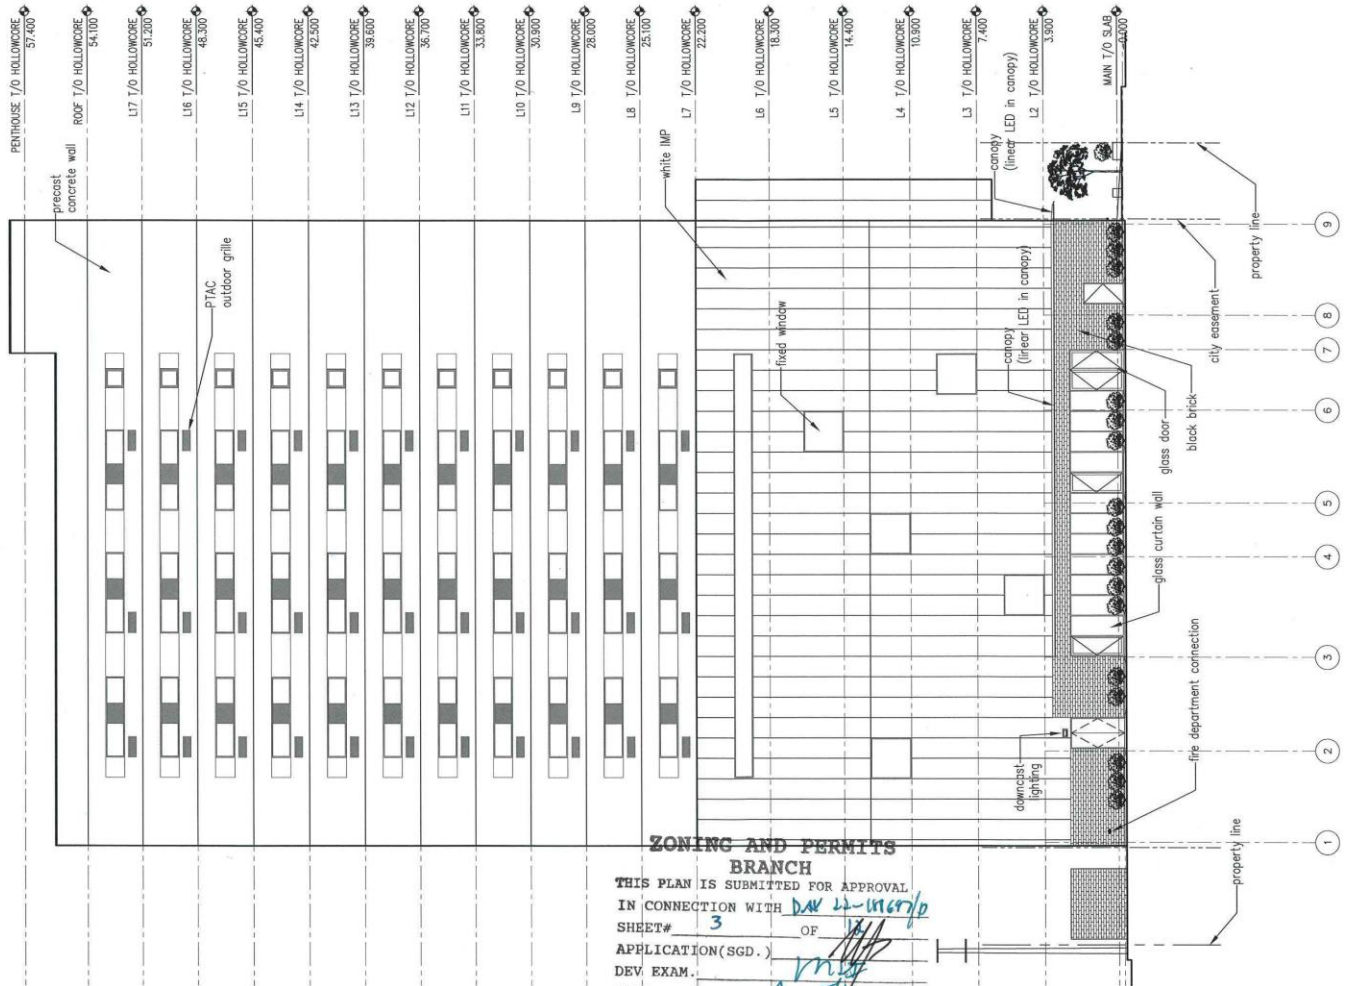 PENTHOUSE T/O HOLLOWCORE
57.400
ROOF T/O HOLLOWCORE
54.100
L17 T/O HOLLOWCORE
51.200
L16 T/O HOLLOWCORE
48.300
L15 T/O HOLLOWCORE
45.400
L14 T/O HOLLOWCORE
42.500
L13 T/O HOLLOWCORE
39.600
L12 T/O HOLLOWCORE
36.700
L11 T/O HOLLOWCORE
33.800
L10 T/O HOLLOWCORE
30.900
L9 T/O HOLLOWCORE
28.000
L8 T/O HOLLOWCORE
25.100
L7 T/O HOLLOWCORE
22.200
L6 T/O HOLLOWCORE
18.300
L5 T/O HOLLOWCORE
14.400
L4 T/O HOLLOWCORE
10.900
L3 T/O HOLLOWCORE
7.400
L2 T/O HOLLOWCORE
3.900
MAIN T/O SLAB
0.000
precast
concrete wall
PTAC
outdoor grille
white IMP
fixed window
canopy
(linear LED in canopy)
canopy
(linear LED in canopy)
property line
city easement
black brick
glass door
glass curtain wall
fire department connection
downcast
lighting
property line
9
8
7
6
5
4
3
2
1
ZONING AND PERMITS
BRANCH
THIS PLAN IS SUBMITTED FOR APPROVAL
IN CONNECTION WITH
SHEET# 3 OF
APPLICATION(SGD.)
DEV EXAM.